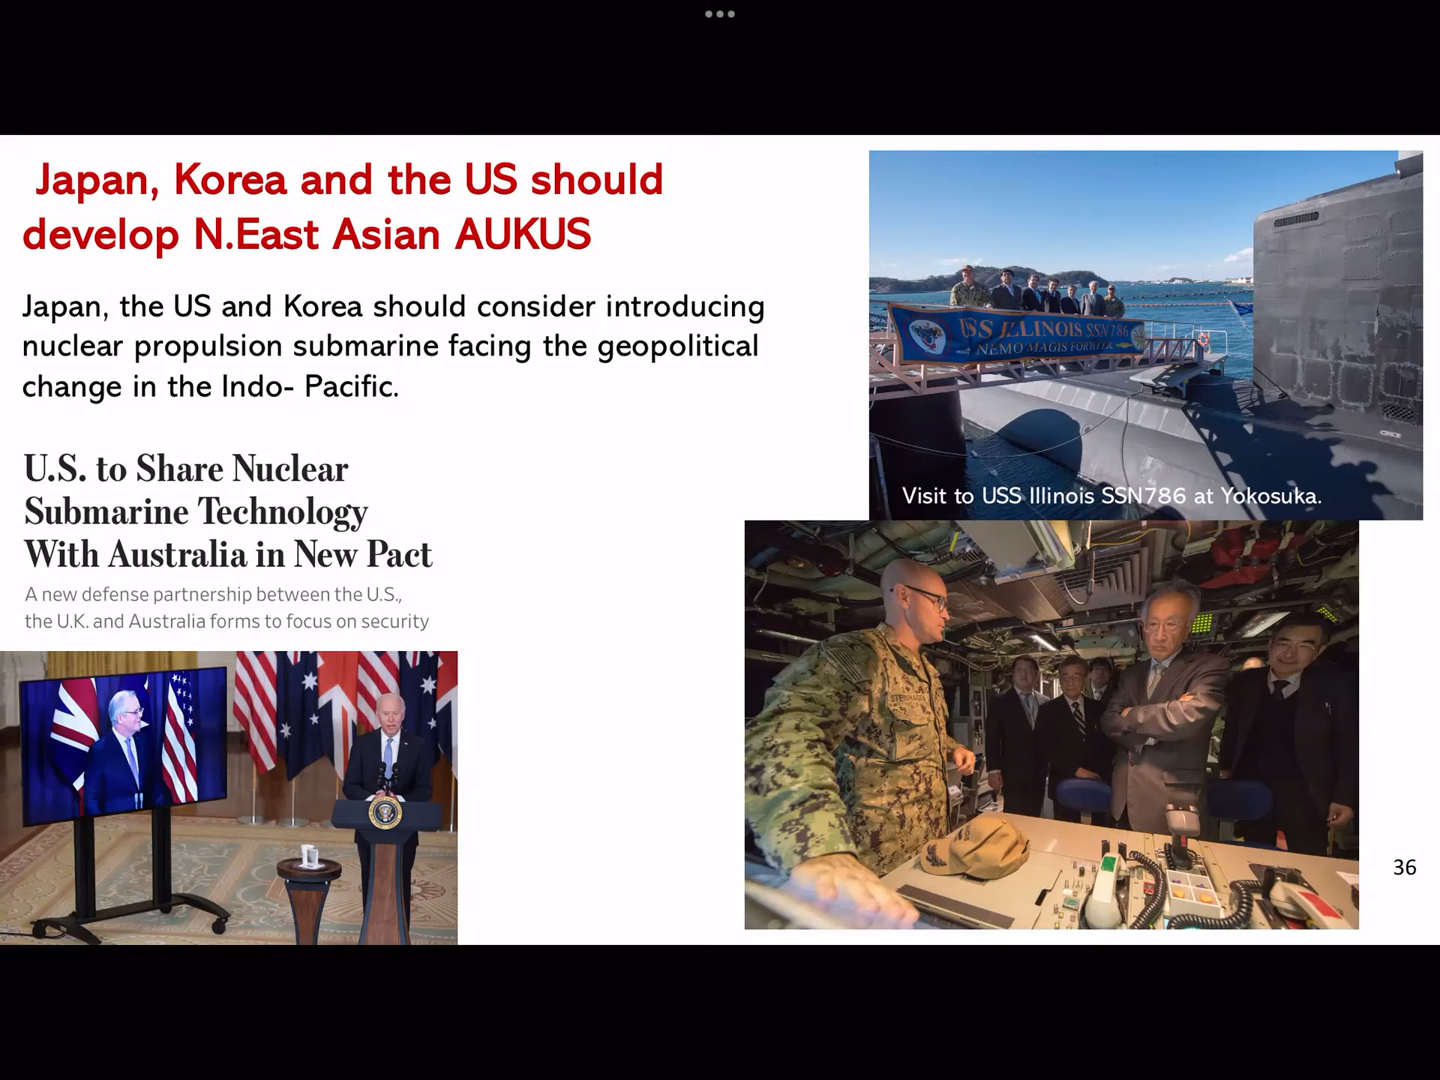 Japan, Korea and the US should
develop N.East Asian AUKUS
Japan, the US and Korea should consider introducing
nuclear propulsion submarine facing the geopolitical
change in the Indo- Pacific.
U.S. to Share Nuclear
Submarine Technology
With Australia in New Pact
A new defense partnership between the U.S.,
the U.K. and Australia forms to focus on security
USS ILLINOIS SSN 786
NEMO MAGIS FORTITER
Visit to USS Illinois SSN786 at Yokosuka.
36